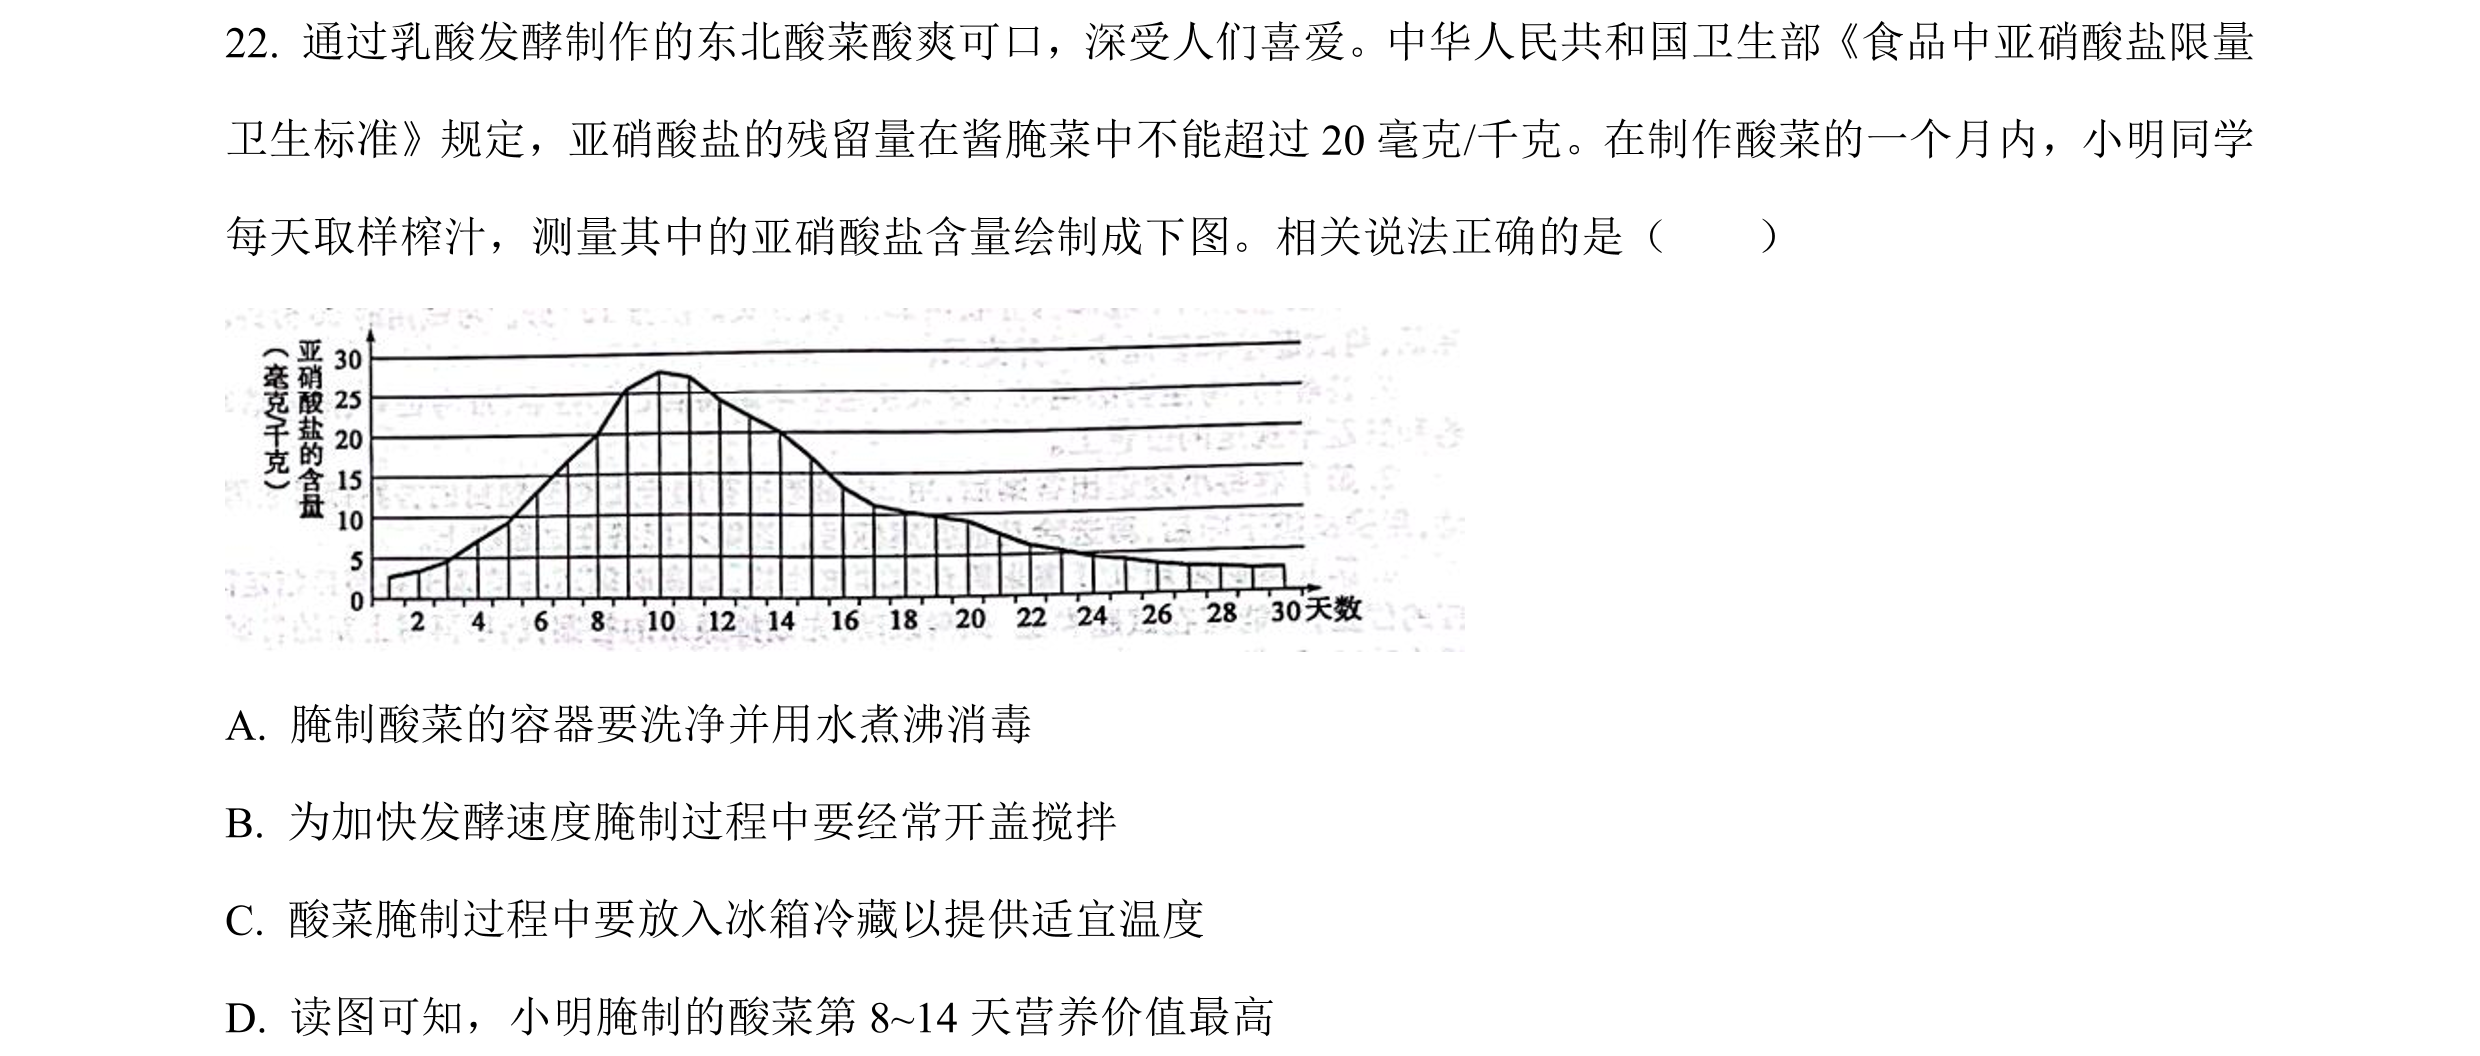 22. 通过乳酸发酵制作的东北酸菜酸爽可口，深受人们喜爱。中华人民共和国卫生部《食品中亚硝酸盐限量
卫生标准》规定，亚硝酸盐的残留量在酱腌菜中不能超过 20 毫克/千克。在制作酸菜的一个月内，小明同学
每天取样榨汁，测量其中的亚硝酸盐含量绘制成下图。相关说法正确的是（　　）
亚硝酸盐的含量
（毫克/千克）
30
25
20
15
10
5
0
2 4 6 8 10 12 14 16 18 20 22 24 26 28 30 天数
A. 腌制酸菜的容器要洗净并用水煮沸消毒
B. 为加快发酵速度腌制过程中要经常开盖搅拌
C. 酸菜腌制过程中要放入冰箱冷藏以提供适宜温度
D. 读图可知，小明腌制的酸菜第 8~14 天营养价值最高